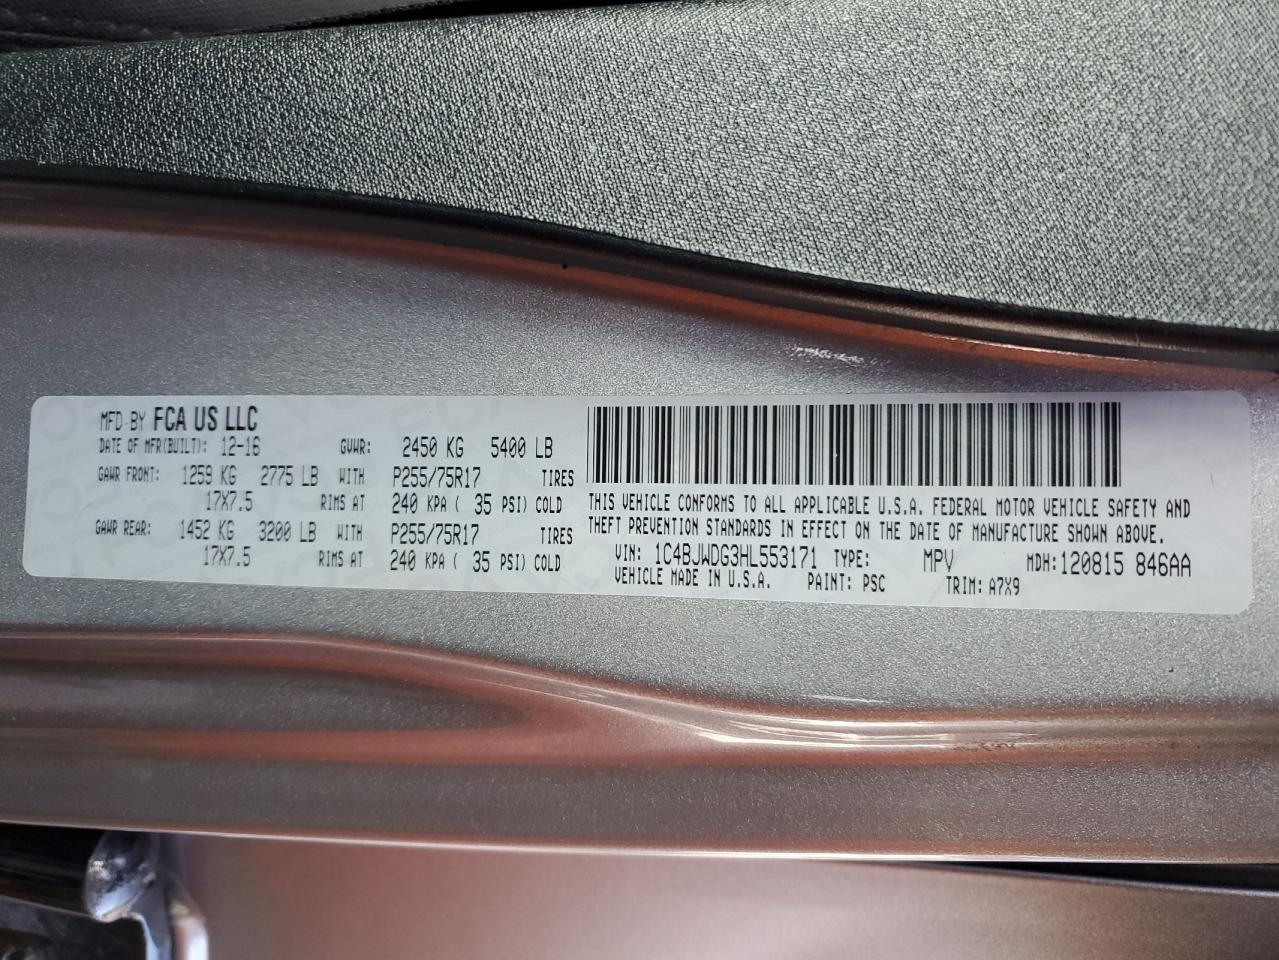 MFD BY FCA US LLC
DATE OF MFR(BUILT): 12-16 GVWR: 2450 KG 5400 LB
GAWR FRONT: 1259 KG 2775 LB WITH P255/75R17 TIRES
17X7.5 RIMS AT 240 KPA ( 35 PSI) COLD
GAWR REAR: 1452 KG 3200 LB WITH P255/75R17 TIRES
17X7.5 RIMS AT 240 KPA ( 35 PSI) COLD
THIS VEHICLE CONFORMS TO ALL APPLICABLE U.S.A. FEDERAL MOTOR VEHICLE SAFETY AND
THEFT PREVENTION STANDARDS IN EFFECT ON THE DATE OF MANUFACTURE SHOWN ABOVE.
VIN: 1C4BJWDG3HL553171 TYPE: MPV MDH:120815 846AA
VEHICLE MADE IN U.S.A. PAINT: PSC TRIM: A7X9